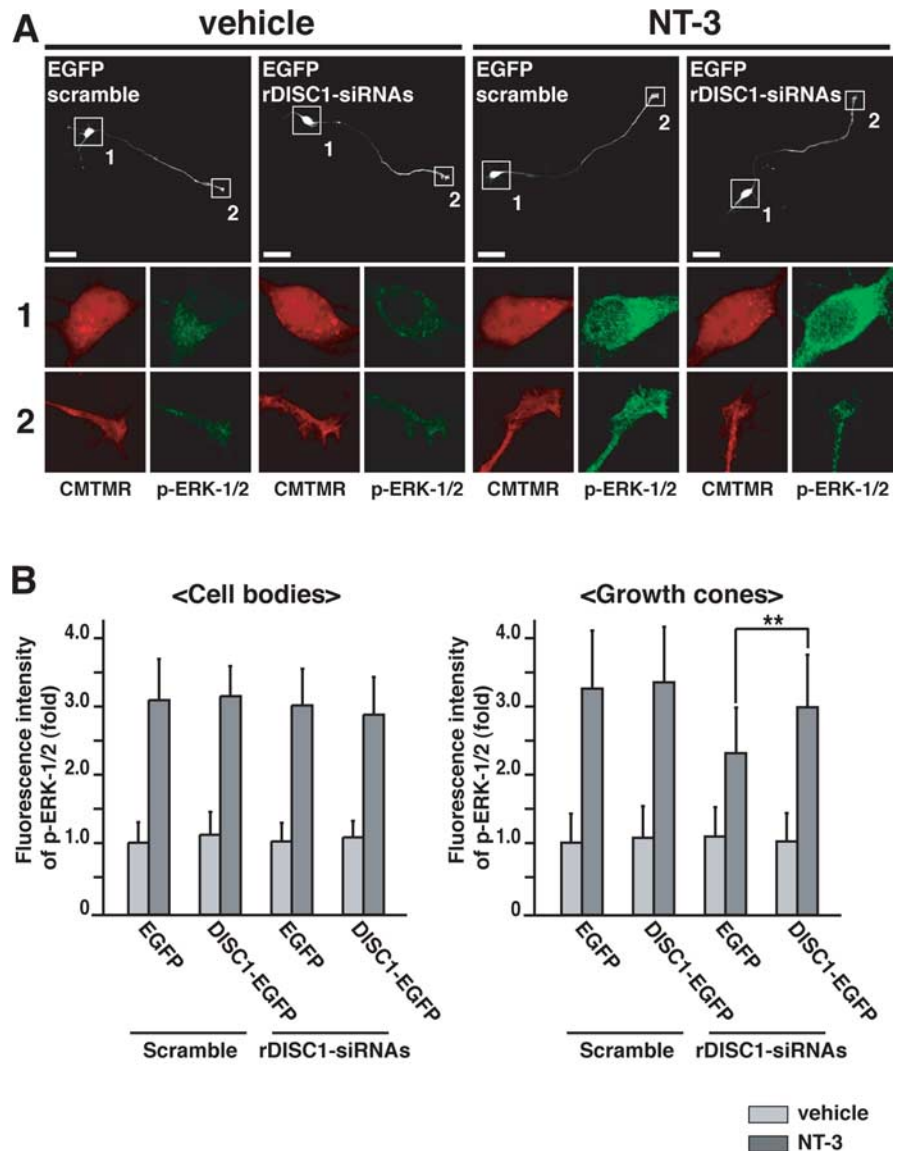 A
vehicle
NT-3
EGFP
scramble
EGFP
rDISC1-siRNAs
EGFP
scramble
EGFP
rDISC1-siRNAs
1
2
1
2
1
2
1
2
1
2
CMTMR
p-ERK-1/2
CMTMR
p-ERK-1/2
CMTMR
p-ERK-1/2
CMTMR
p-ERK-1/2
B
<Cell bodies>
Fluorescence intensity
of p-ERK-1/2 (fold)
4.0
3.0
2.0
1.0
0
EGFP
DISC1-EGFP
EGFP
DISC1-EGFP
Scramble
rDISC1-siRNAs
<Growth cones>
Fluorescence intensity
of p-ERK-1/2 (fold)
4.0
3.0
2.0
1.0
0
**
EGFP
DISC1-EGFP
EGFP
DISC1-EGFP
Scramble
rDISC1-siRNAs
vehicle
NT-3